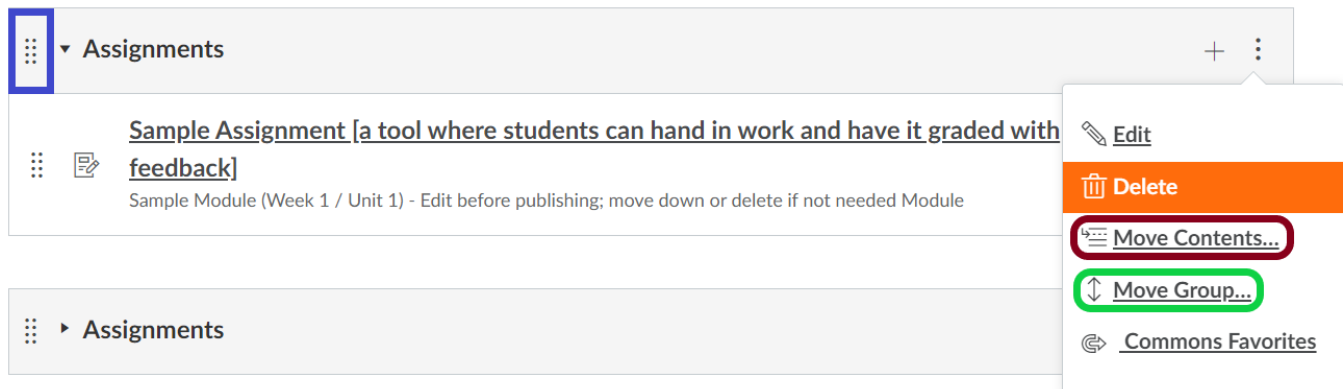 Assignments
Sample Assignment [a tool where students can hand in work and have it graded with
feedback]
Sample Module (Week 1 / Unit 1) - Edit before publishing; move down or delete if not needed Module
Edit
Delete
Move Contents...
Move Group...
Commons Favorites
Assignments